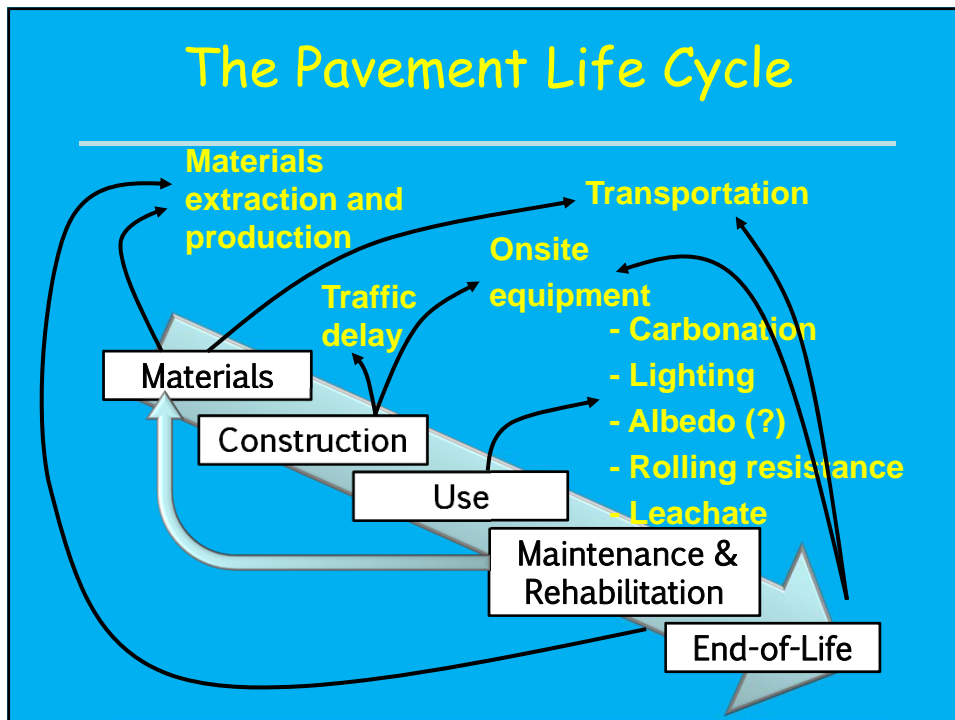 The Pavement Life Cycle
Materials
extraction and
production
Transportation
Onsite
equipment
Traffic
delay
- Carbonation
- Lighting
- Albedo (?)
- Rolling resistance
- Leachate
Materials
Construction
Use
Maintenance &
Rehabilitation
End-of-Life